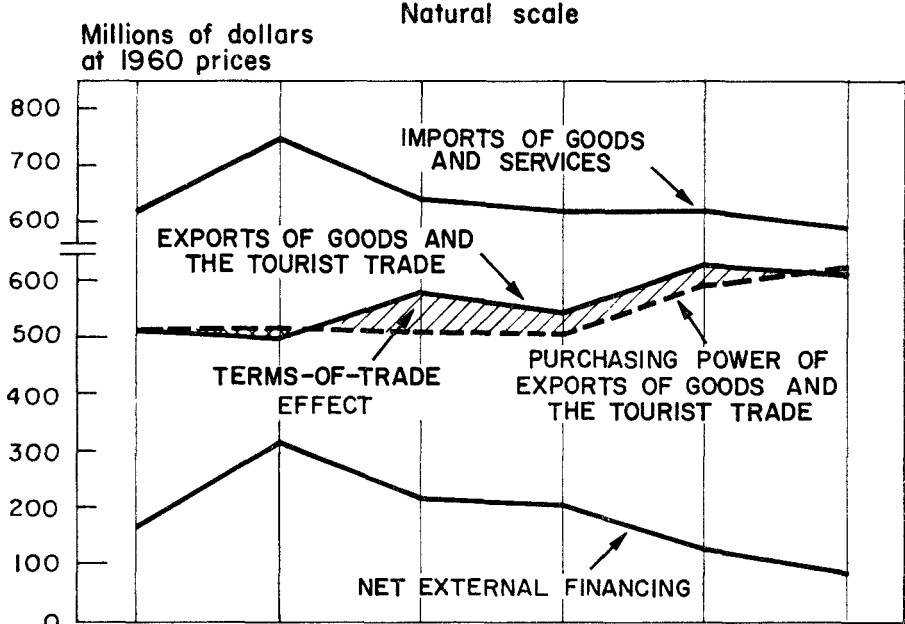 Natural scale
Millions of dollars
at 1960 prices
800
700
600
IMPORTS OF GOODS
AND SERVICES
EXPORTS OF GOODS AND
THE TOURIST TRADE
600
500
400
300
200
100
0
TERMS-OF-TRADE
EFFECT
PURCHASING POWER OF
EXPORTS OF GOODS AND
THE TOURIST TRADE
NET EXTERNAL FINANCING